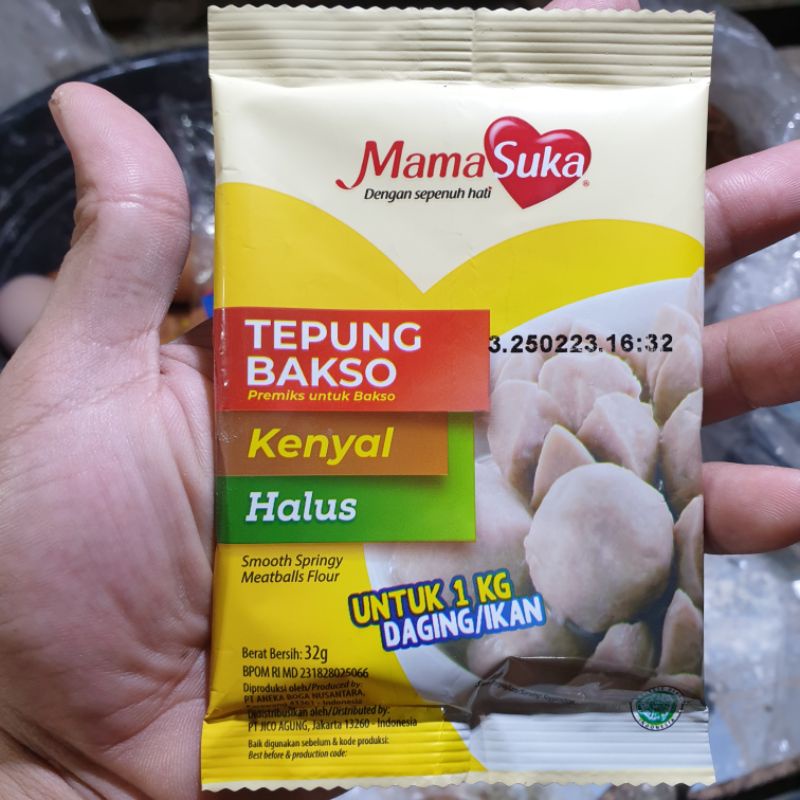 MamaSuka®
Dengan sepenuh hati
TEPUNG
BAKSO
Premiks untuk Bakso
3.250223.16:32
Kenyal
Halus
Smooth Springy
Meatballs Flour
UNTUK 1 KG
DAGING/IKAN
Berat Bersih: 32g
BPOM RI MD 231828025066
Diproduksi oleh/Produced by:
PT ANEKA BOGA NUSANTARA,
- Indonesia
Didistribusikan oleh/Distributed by:
PT JICO AGUNG, Jakarta 13260 - Indonesia
Baik digunakan sebelum & kode produksi:
Best before & production code: